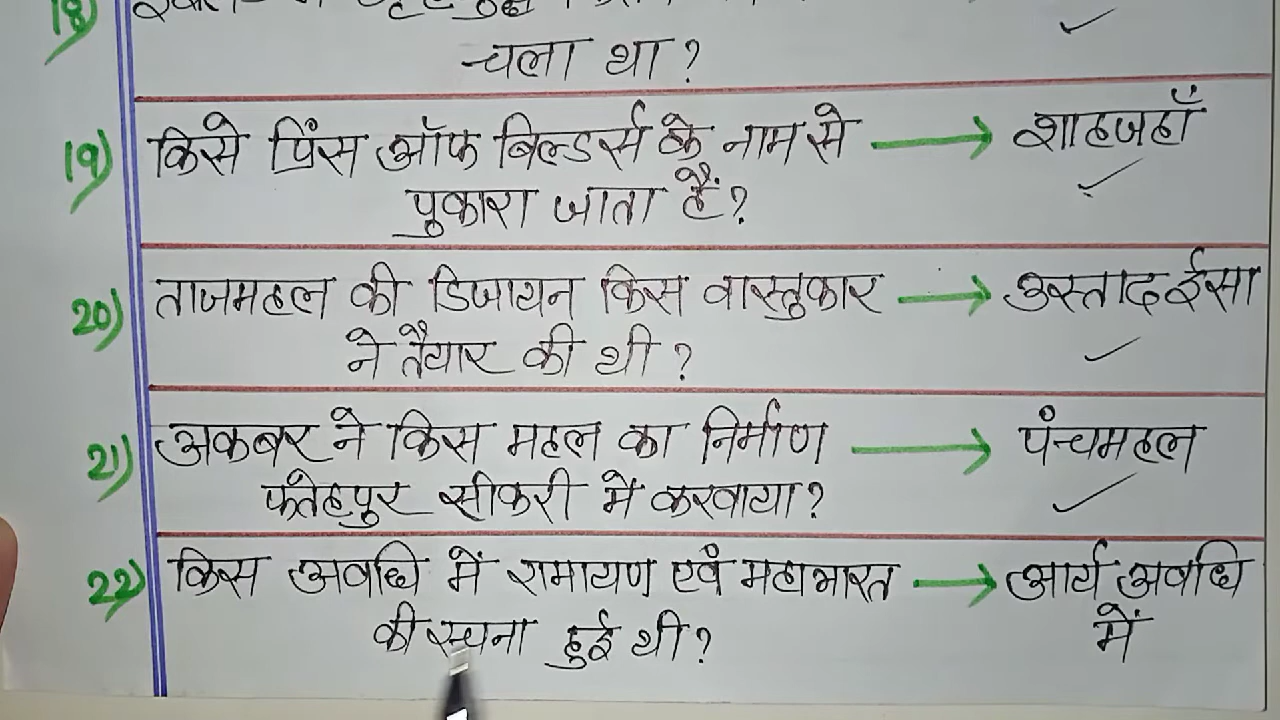 18)
चला था?
19) किसे प्रिंस ऑफ बिल्डर्स के नाम से → शाहजहाँ
पुकारा जाता हैं?
20) ताजमहल की डिजायन किस वास्तुकार → उस्ताद ईसा
ने तैयार की थी?
21) अकबर ने किस महल का निर्माण → पंचमहल
फतेहपुर सीकरी में करवाया?
22) किस अवधि में रामायण एवं महाभारत → आर्य अवधि
की रचना हुई थी? में